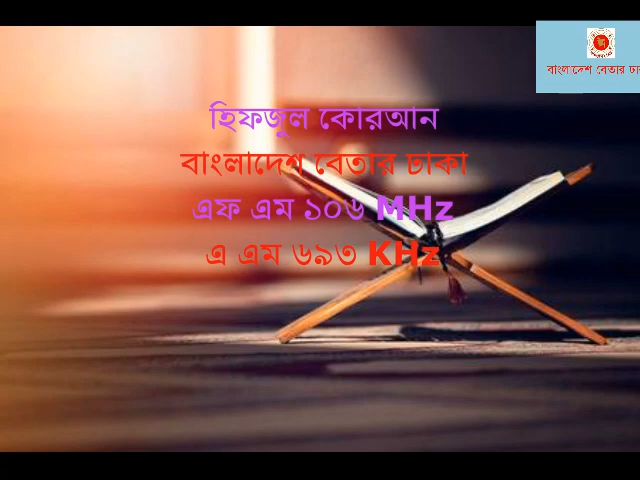 বাংলাদেশ বেতার ঢাকা
হিফজুল কোরআন
বাংলাদেশ বেতার ঢাকা
এফ এম ১০৬ MHz
এ এম ৬৯৩ KHz